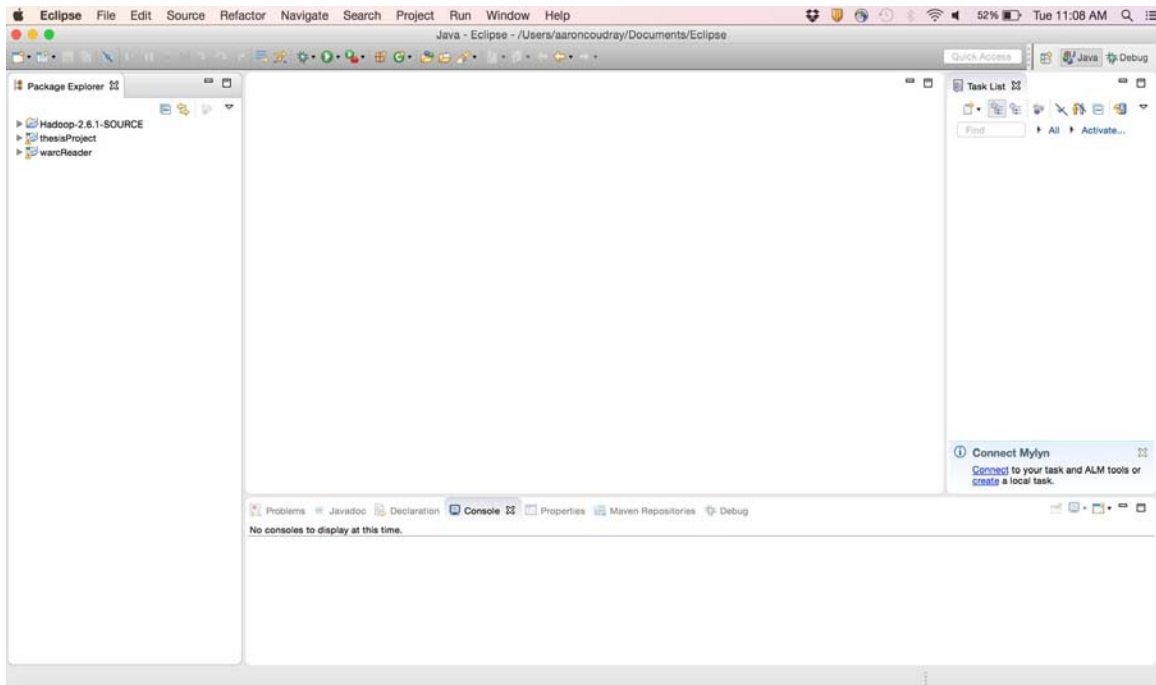 Eclipse File Edit Source Refactor Navigate Search Project Run Window Help 52% Tue 11:08 AM
Java - Eclipse - /Users/aaroncoudray/Documents/Eclipse
Quick Access Java Debug
Package Explorer
Hadoop-2.6.1-SOURCE
thesisProject
warcReader
Task List
Find All Activate...
Connect Mylyn
Connect to your task and ALM tools or
create a local task.
Problems Javadoc Declaration Console Properties Maven Repositories Debug
No consoles to display at this time.